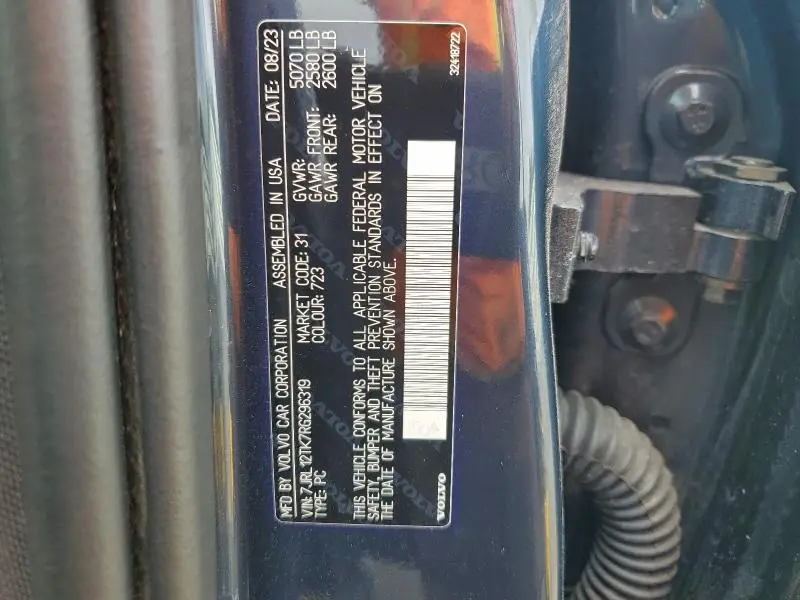 MFD BY VOLVO CAR CORPORATION ASSEMBLED IN USA DATE: 08/23
VIN: 7JRL12TK7RG296319 MARKET CODE: 31 GVWR: 5070 LB
TYPE: PC COLOUR: 723 GAWR FRONT: 2580 LB
GAWR REAR: 2600 LB
THIS VEHICLE CONFORMS TO ALL APPLICABLE FEDERAL MOTOR VEHICLE
SAFETY, BUMPER AND THEFT PREVENTION STANDARDS IN EFFECT ON
THE DATE OF MANUFACTURE SHOWN ABOVE.
VOLVO 32418722